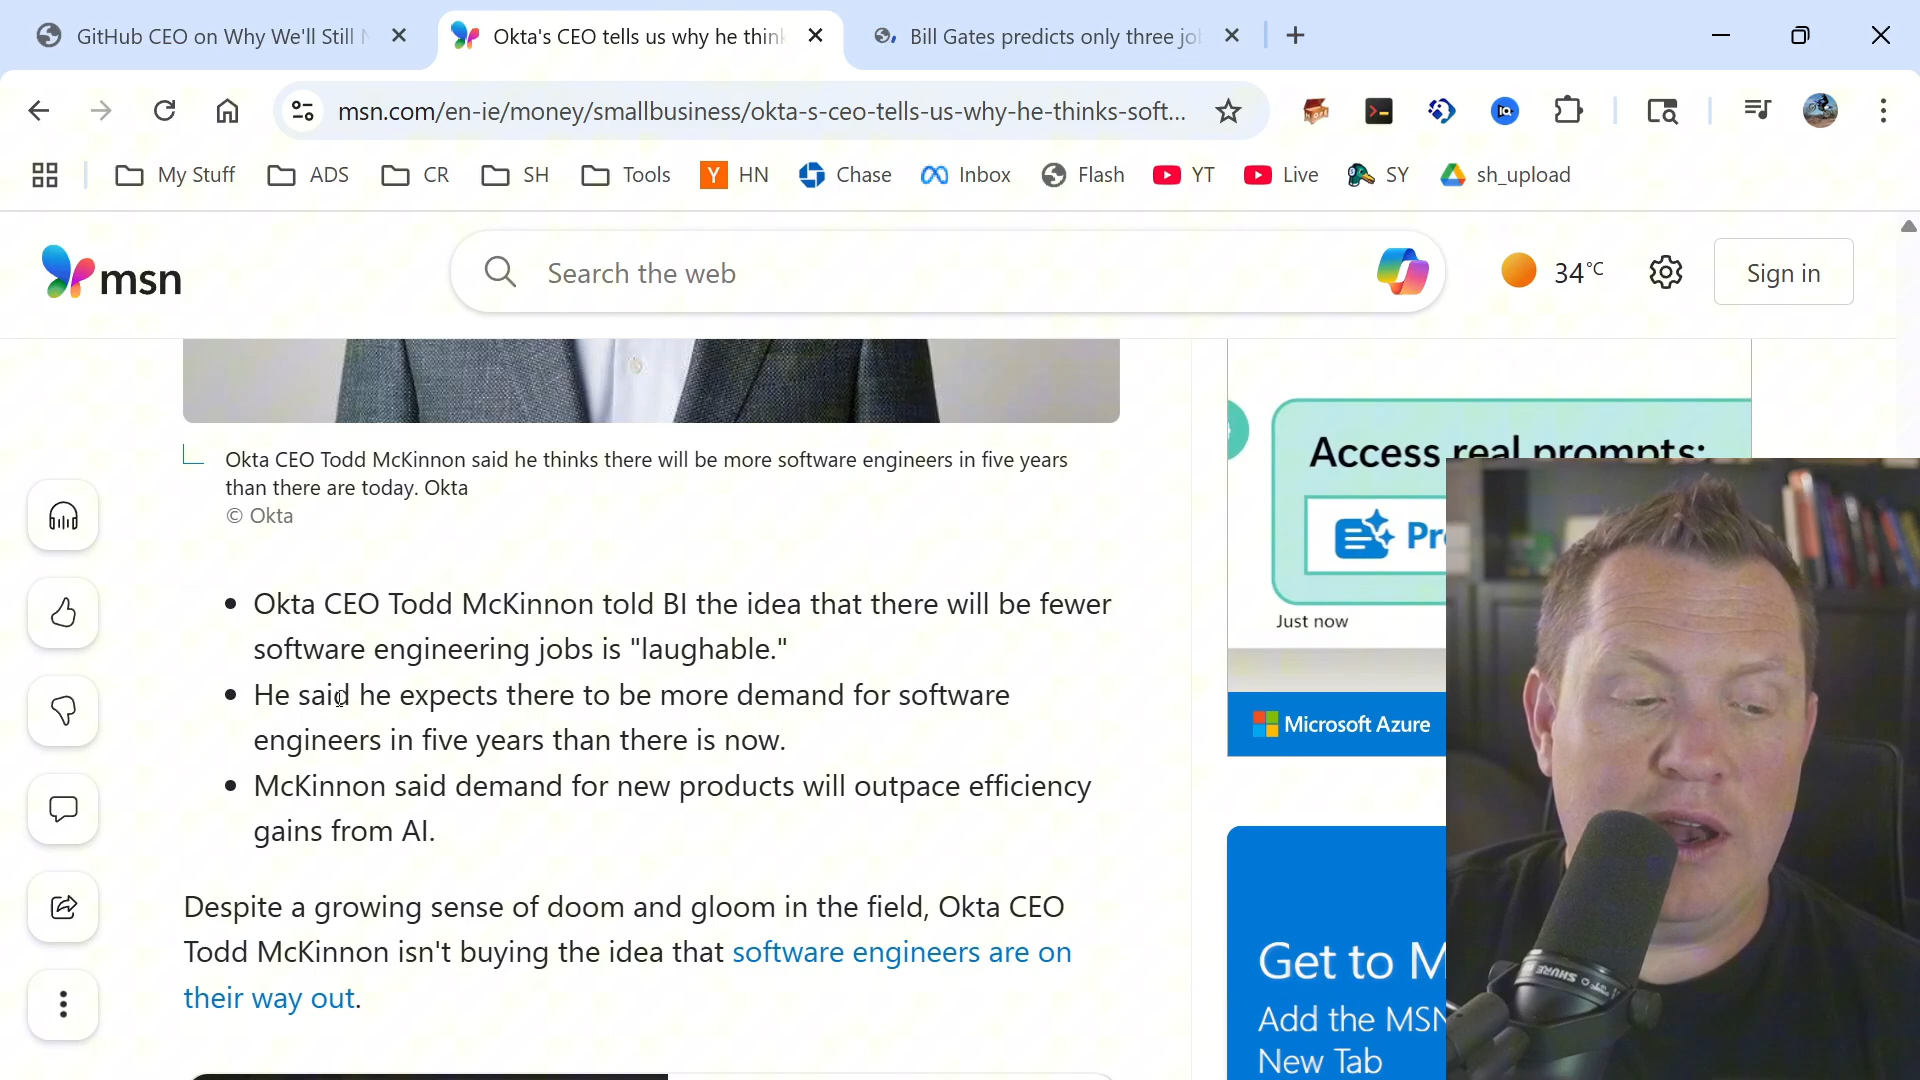 GitHub CEO on Why We'll Still
Okta's CEO tells us why he think
Bill Gates predicts only three jo
msn.com/en-ie/money/smallbusiness/okta-s-ceo-tells-us-why-he-thinks-soft...
My Stuff
ADS
CR
SH
Tools
HN
Chase
Inbox
Flash
YT
Live
SY
sh_upload
msn
Search the web
34°C
Sign in
Okta CEO Todd McKinnon said he thinks there will be more software engineers in five years
than there are today. Okta
© Okta
• Okta CEO Todd McKinnon told BI the idea that there will be fewer
software engineering jobs is "laughable."
• He said he expects there to be more demand for software
engineers in five years than there is now.
• McKinnon said demand for new products will outpace efficiency
gains from AI.
Despite a growing sense of doom and gloom in the field, Okta CEO
Todd McKinnon isn't buying the idea that software engineers are on
their way out.
Access real prompts:
Pr
Just now
Microsoft Azure
Get to M
Add the MSN
New Tab
SHURE